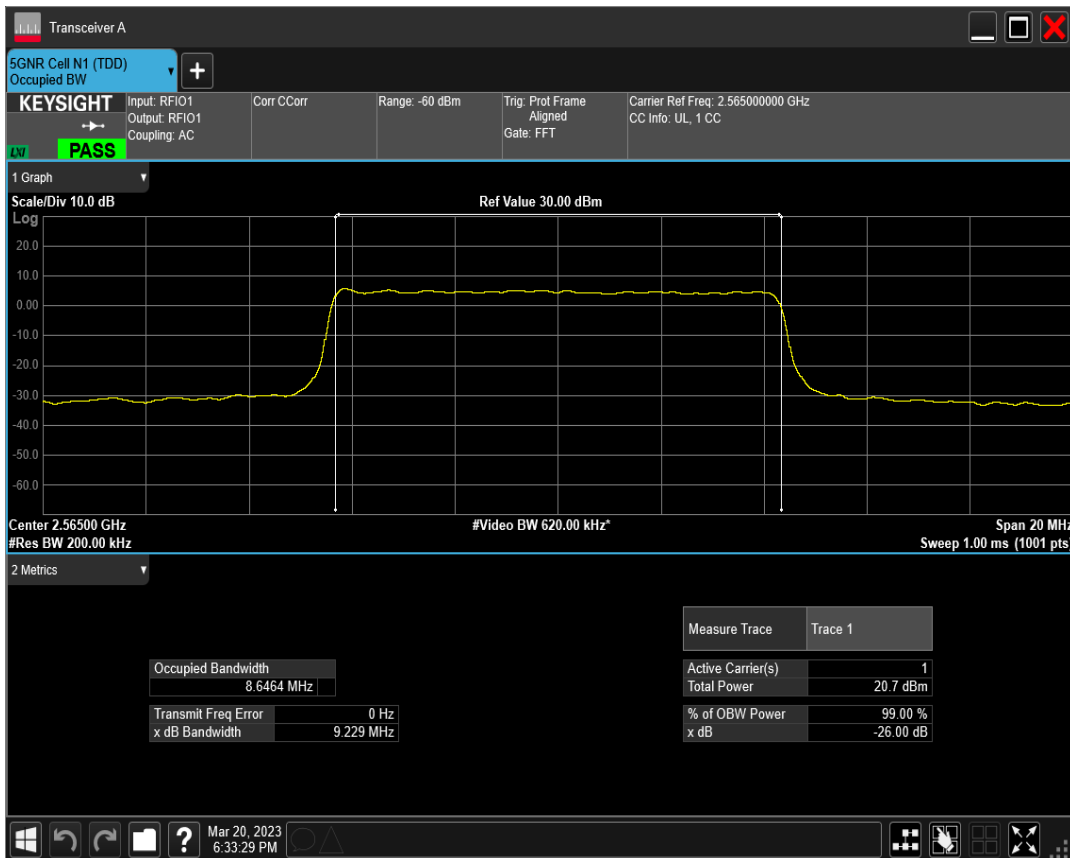 Transceiver A
5GNR Cell N1 (TDD)
Occupied BW
+
KEYSIGHT
LXI
PASS
Input: RFIO1
Output: RFIO1
Coupling: AC
Corr CCorr
Range: -60 dBm
Trig: Prot Frame
Aligned
Gate: FFT
Carrier Ref Freq: 2.565000000 GHz
CC Info: UL, 1 CC
1 Graph
Scale/Div 10.0 dB
Ref Value 30.00 dBm
Log
20.0
10.0
0.00
-10.0
-20.0
-30.0
-40.0
-50.0
-60.0
Center 2.56500 GHz
#Video BW 620.00 kHz*
Span 20 MHz
#Res BW 200.00 kHz
Sweep 1.00 ms (1001 pts)
2 Metrics
Measure Trace Trace 1
Occupied Bandwidth
8.6464 MHz
Active Carrier(s) 1
Total Power 20.7 dBm
Transmit Freq Error 0 Hz
x dB Bandwidth 9.229 MHz
% of OBW Power 99.00 %
x dB -26.00 dB
?
Mar 20, 2023
6:33:29 PM